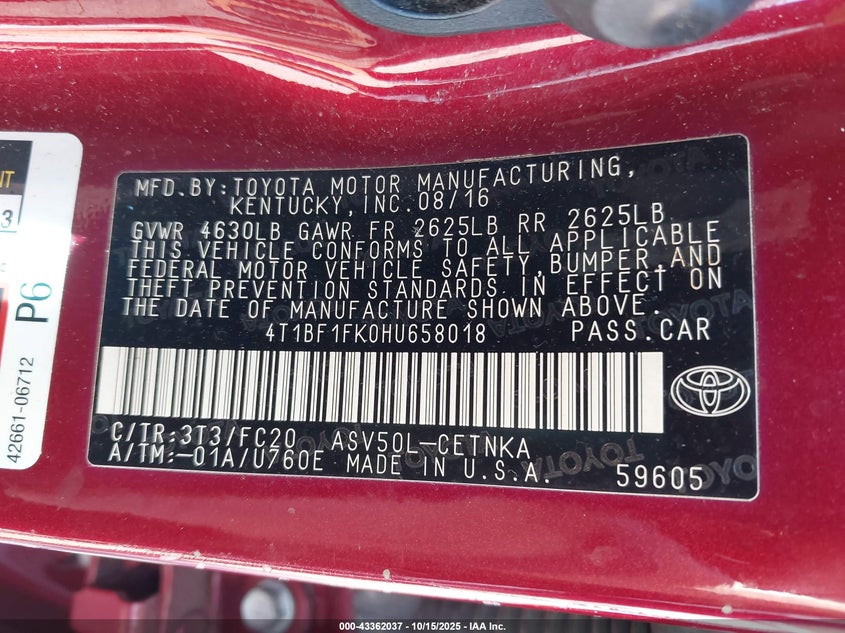 NT
3
P6
42661-06712
MFD.BY:TOYOTA MOTOR MANUFACTURING,
KENTUCKY,INC.08/16
GVWR 4630LB GAWR FR 2625LB RR 2625LB
THIS VEHICLE CONFORMS TO ALL APPLICABLE
FEDERAL MOTOR VEHICLE SAFETY,BUMPER,AND
THEFT PREVENTION STANDARDS IN EFFECT ON
THE DATE OF MANUFACTURE SHOWN ABOVE.
4T1BF1FK0HU658018 PASS.CAR
C/TR:3T3/FC20 ASV50L-CETNKA
A/TM:-01A/U760E MADE IN U.S.A. 59605
000-43362037 - 10/15/2025 - IAA Inc.